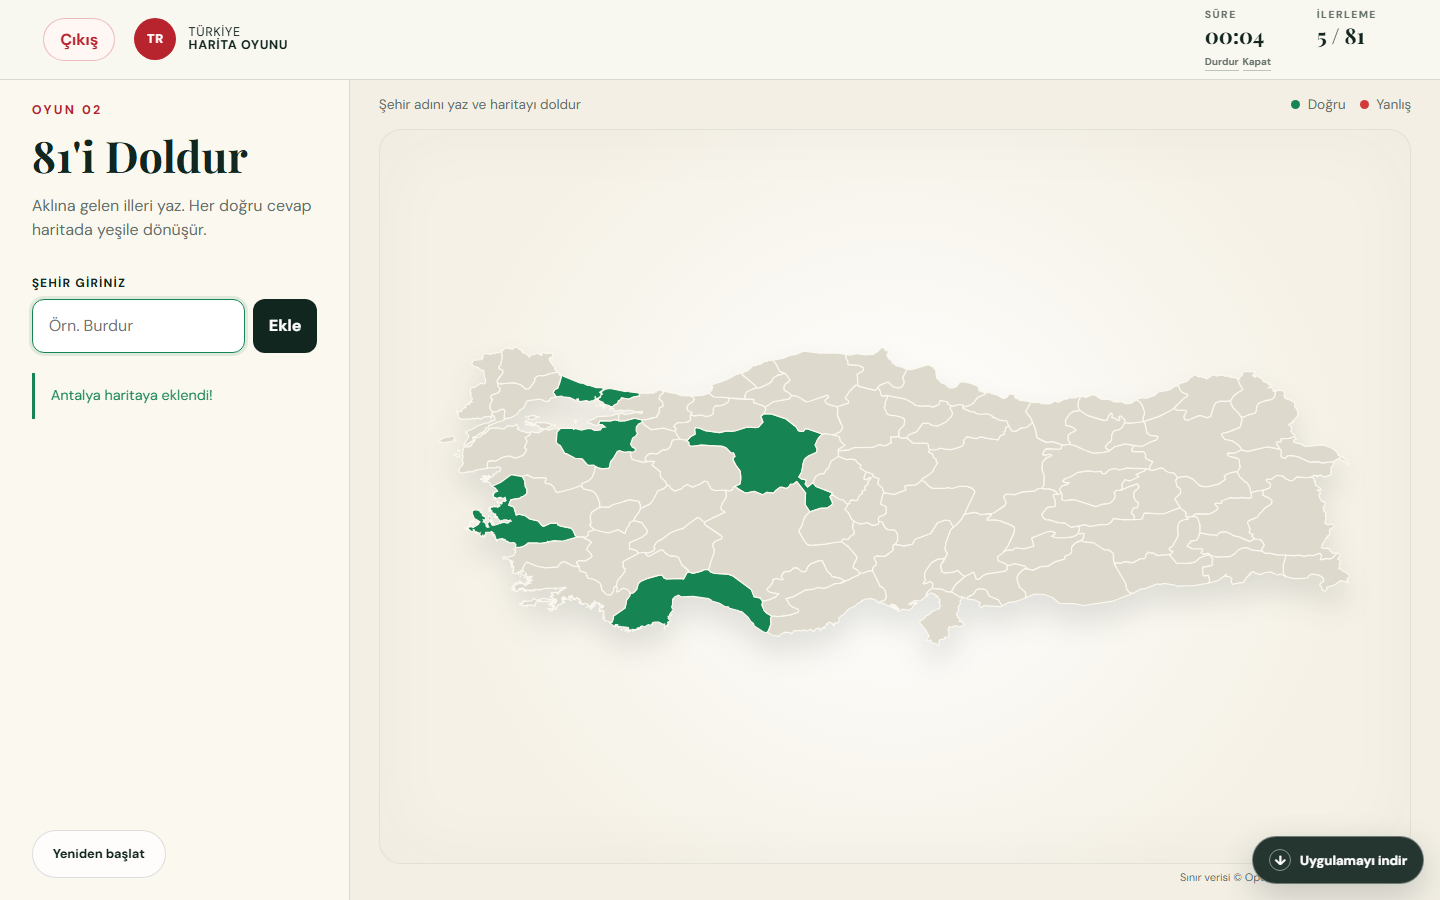 Çıkış
TR
TÜRKİYE
HARİTA OYUNU
SÜRE
00:04
Durdur Kapat
İLERLEME
5 / 81
OYUN 02
81'i Doldur
Aklına gelen illeri yaz. Her doğru cevap
haritada yeşile dönüşür.
ŞEHİR GİRİNİZ
Örn. Burdur
Ekle
Antalya haritaya eklendi!
Yeniden başlat
Şehir adını yaz ve haritayı doldur
Doğru
Yanlış
Sınır verisi ©
Uygulamayı indir